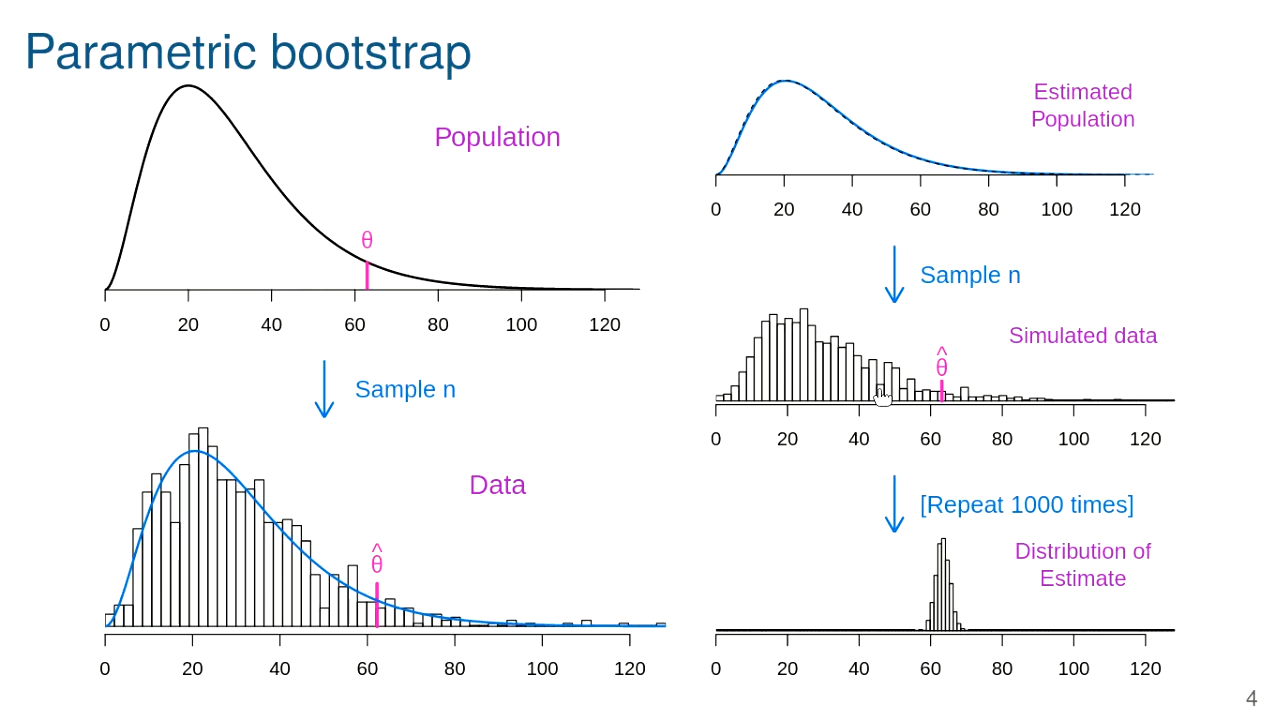 Parametric bootstrap
Population
θ
0 20 40 60 80 100 120
Sample n
Data
^
θ
0 20 40 60 80 100 120
Estimated
Population
0 20 40 60 80 100 120
Sample n
Simulated data
^
θ
0 20 40 60 80 100 120
[Repeat 1000 times]
Distribution of
Estimate
0 20 40 60 80 100 120
4